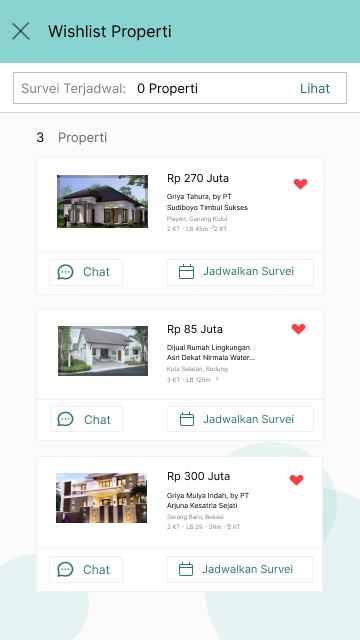 Wishlist Properti
Survei Terjadwal: 0 Properti Lihat
3 Properti
Rp 270 Juta
Griya Tahura, by PT
Sudiboyo Timbul Sukses
Playen, Gunung Kidul
2 KT - LB 45m -²2 KT
Chat
Jadwalkan Survei
Rp 85 Juta
Dijual Rumah Lingkungan
Asri Dekat Nirmala Water...
Kuta Selatan, Badung
3 KT - LB 125m ²
Chat
Jadwalkan Survei
Rp 300 Juta
Griya Mulya Indah, by PT
Arjuna Kesatria Sejati
Serang Baru, Bekasi
2 KT - LB 29 - 36m - 2 KT
Chat
Jadwalkan Survei